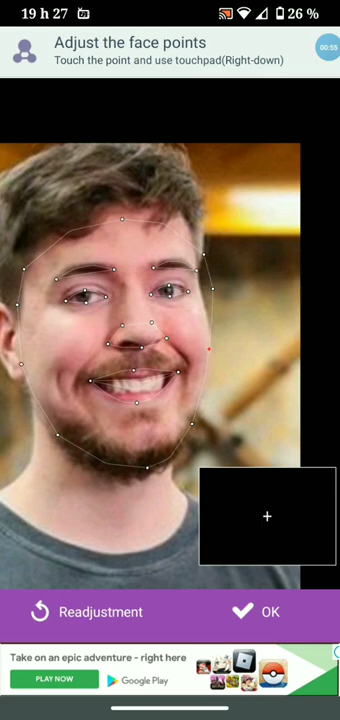 19 h 27
26 %
Adjust the face points
Touch the point and use touchpad(Right-down)
00:55
Readjustment
OK
Take on an epic adventure - right here
PLAY NOW
Google Play